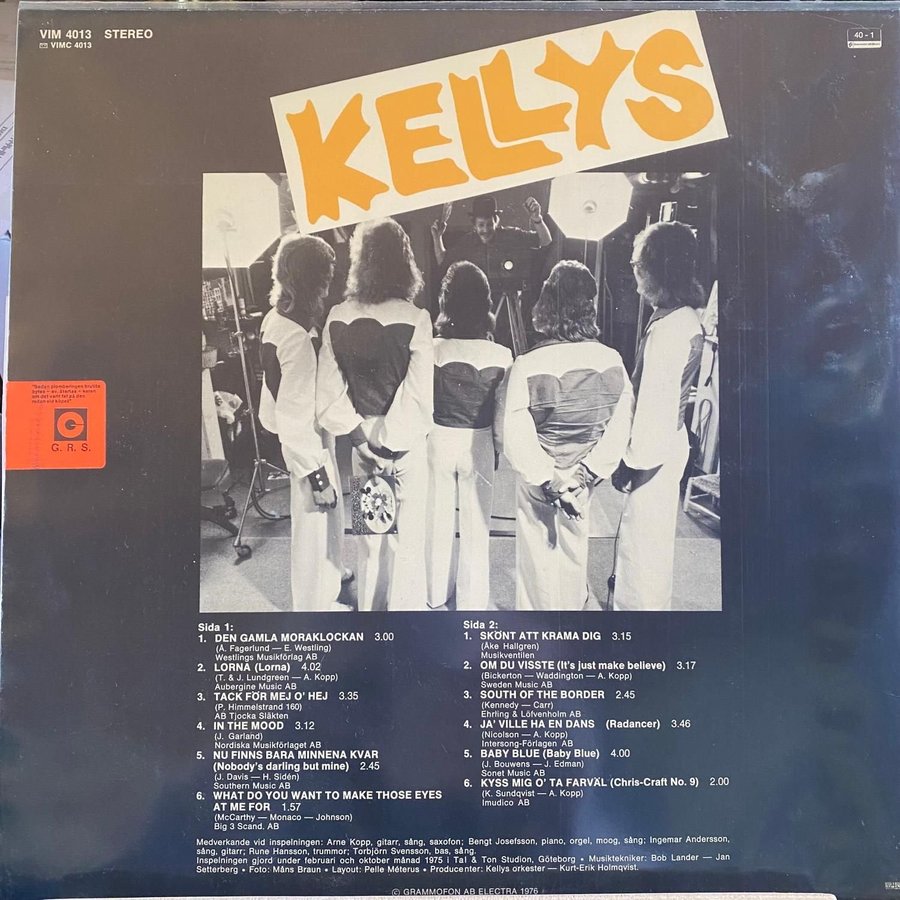 VIM 4013 STEREO
VIMC 4013
40 - 1
KELLYS
G. R. S.
Sida 1:
1. DEN GAMLA MORAKLOCKAN 3.00
(Å. Fagerlund — E. Westling)
Westlings Musikförlag AB
2. LORNA (Lorna) 4.02
(T. & J. Lundgreen — A. Kopp)
Aubergine Music AB
3. TACK FÖR MEJ O' HEJ 3.35
(P. Himmelstrand 160)
AB Tjocka Släkten
4. IN THE MOOD 3.12
(J. Garland)
Nordiska Musikförlaget AB
5. NU FINNS BARA MINNENA KVAR
(Nobody's darling but mine) 2.45
(J. Davis — H. Sidén)
Southern Music AB
6. WHAT DO YOU WANT TO MAKE THOSE EYES
AT ME FOR 1.57
(McCarthy — Monaco — Johnson)
Big 3 Scand. AB
Sida 2:
1. SKÖNT ATT KRAMA DIG 3.15
(Åke Hallgren)
Musikventilen
2. OM DU VISSTE (It's just make believe) 3.17
(Bickerton — Waddington — A. Kopp)
Sweden Music AB
3. SOUTH OF THE BORDER 2.45
(Kennedy — Carr)
Ehrling & Löfvenholm AB
4. JA' VILLE HA EN DANS (Radancer) 3.46
(Nicolson — A. Kopp)
Intersong-Förlagen AB
5. BABY BLUE (Baby Blue) 4.00
(J. Bouwens — J. Edman)
Sonet Music AB
6. KYSS MIG O' TA FARVÄL (Chris-Craft No. 9) 2.00
(K. Sundqvist — A. Kopp)
Imudico AB
Medverkande vid inspelningen: Arne Kopp, gitarr, sång, saxofon; Bengt Josefsson, piano, orgel, moog, sång; Ingemar Andersson,
sång, gitarr; Rune Hansson, trummor; Torbjörn Svensson, bas, sång.
Inspelningen gjord under februari och oktober månad 1975 i Tal & Ton Studion, Göteborg • Musiktekniker: Bob Lander — Jan
Setterberg • Foto: Måns Braun • Layout: Pelle Méterus • Producenter: Kellys orkester — Kurt-Erik Holmqvist.
© GRAMMOFON AB ELECTRA 1976